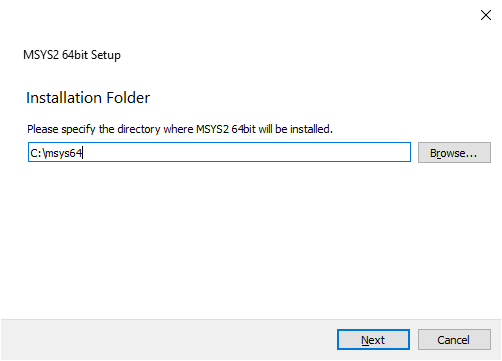 MSYS2 64bit Setup
Installation Folder
Please specify the directory where MSYS2 64bit will be installed.
C:\msys64
Browse...
Next
Cancel